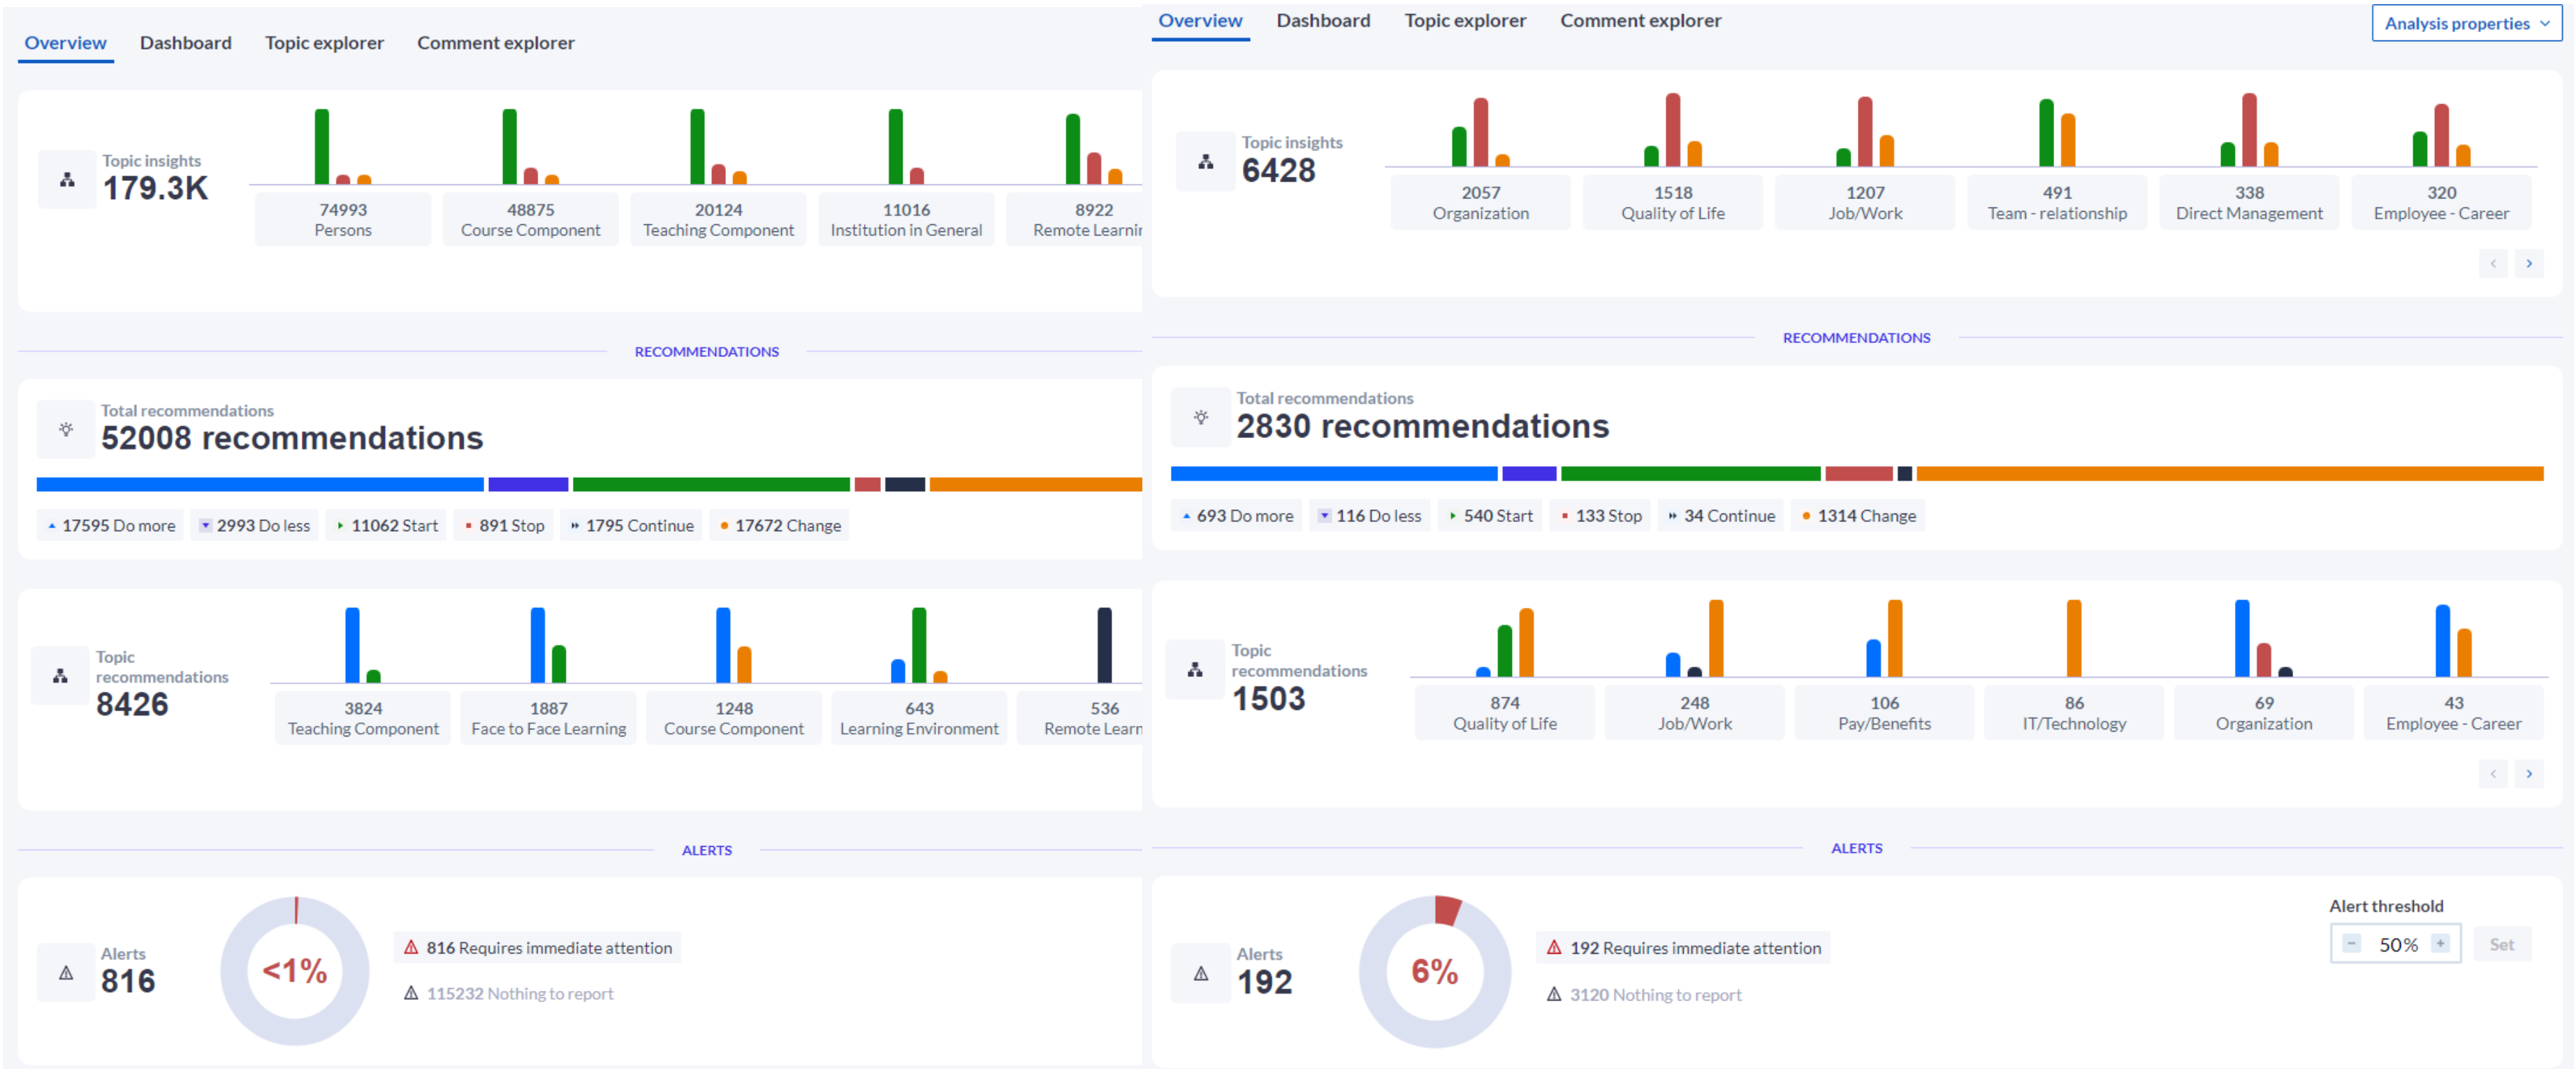 Overview Dashboard Topic explorer Comment explorer
Topic insights
179.3K
74993
Persons
48875
Course Component
20124
Teaching Component
11016
Institution in General
8922
Remote Learnin
RECOMMENDATIONS
Total recommendations
52008 recommendations
17595 Do more 2993 Do less 11062 Start 891 Stop 1795 Continue 17672 Change
Topic
recommendations
8426
3824
Teaching Component
1887
Face to Face Learning
1248
Course Component
643
Learning Environment
536
Remote Learn
ALERTS
Alerts
816
<1%
816 Requires immediate attention
115232 Nothing to report
Overview Dashboard Topic explorer Comment explorer
Analysis properties
Topic insights
6428
2057
Organization
1518
Quality of Life
1207
Job/Work
491
Team - relationship
338
Direct Management
320
Employee - Career
RECOMMENDATIONS
Total recommendations
2830 recommendations
693 Do more 116 Do less 540 Start 133 Stop 34 Continue 1314 Change
Topic
recommendations
1503
874
Quality of Life
248
Job/Work
106
Pay/Benefits
86
IT/Technology
69
Organization
43
Employee - Career
ALERTS
Alerts
192
6%
192 Requires immediate attention
3120 Nothing to report
Alert threshold
- 50% + Set